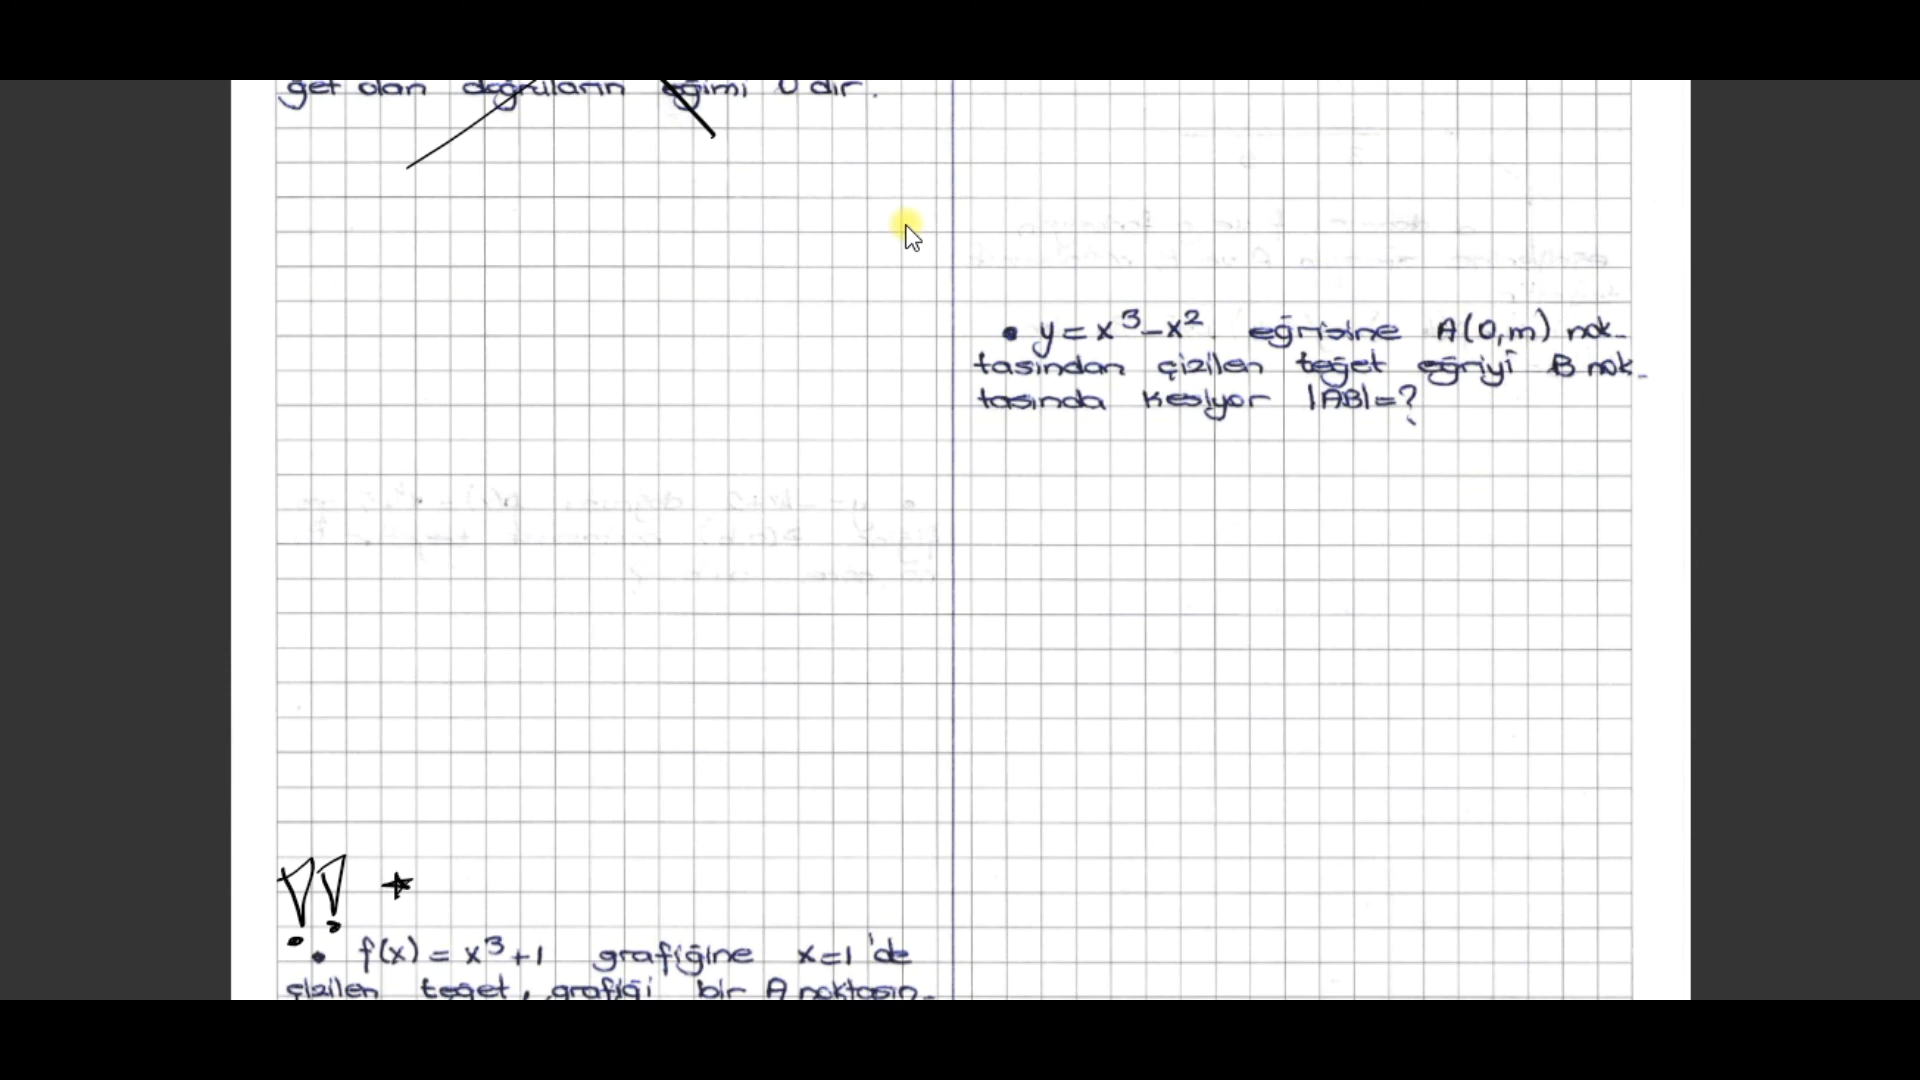 ğet olan doğruların eğimi 0 dır.
• f(x) = x³+1 grafiğine x=1'de
çizilen teğet, grafiği bir A noktasın-
• y = x³-x² eğrisine A(0,m) nok-
tasından çizilen teğet eğriyi B nok-
tasında kesiyor |AB|=?